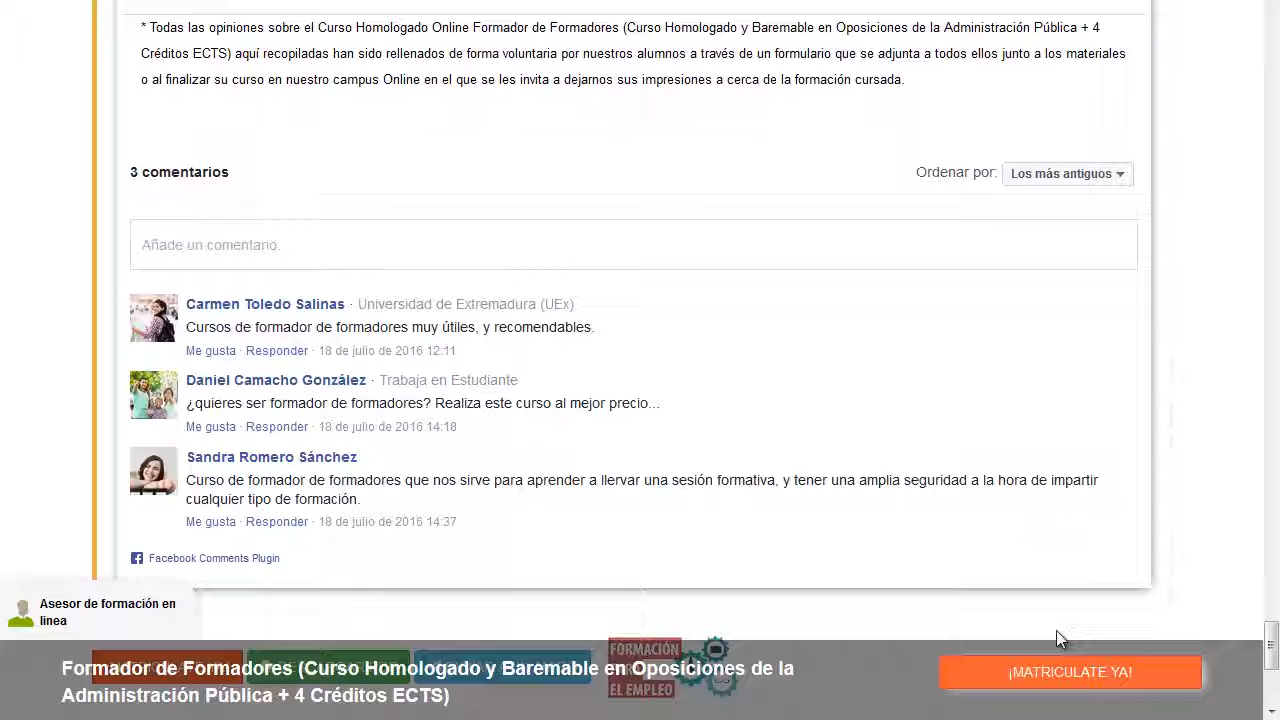 * Todas las opiniones sobre el Curso Homologado Online Formador de Formadores (Curso Homologado y Baremable en Oposiciones de la Administración Pública + 4
Créditos ECTS) aquí recopiladas han sido rellenados de forma voluntaria por nuestros alumnos a través de un formulario que se adjunta a todos ellos junto a los materiales
o al finalizar su curso en nuestro campus Online en el que se les invita a dejarnos sus impresiones a cerca de la formación cursada.
3 comentarios
Ordenar por: Los más antiguos
Añade un comentario.
Carmen Toledo Salinas · Universidad de Extremadura (UEx)
Cursos de formador de formadores muy útiles, y recomendables.
Me gusta · Responder · 18 de julio de 2016 12:11
Daniel Camacho González · Trabaja en Estudiante
¿quieres ser formador de formadores? Realiza este curso al mejor precio...
Me gusta · Responder · 18 de julio de 2016 14:18
Sandra Romero Sánchez
Curso de formador de formadores que nos sirve para aprender a llervar una sesión formativa, y tener una amplia seguridad a la hora de impartir
cualquier tipo de formación.
Me gusta · Responder · 18 de julio de 2016 14:37
Facebook Comments Plugin
Asesor de formación en
linea
FORMACIÓN
EL EMPLEO
Formador de Formadores (Curso Homologado y Baremable en Oposiciones de la
Administración Pública + 4 Créditos ECTS)
¡MATRICULATE YA!